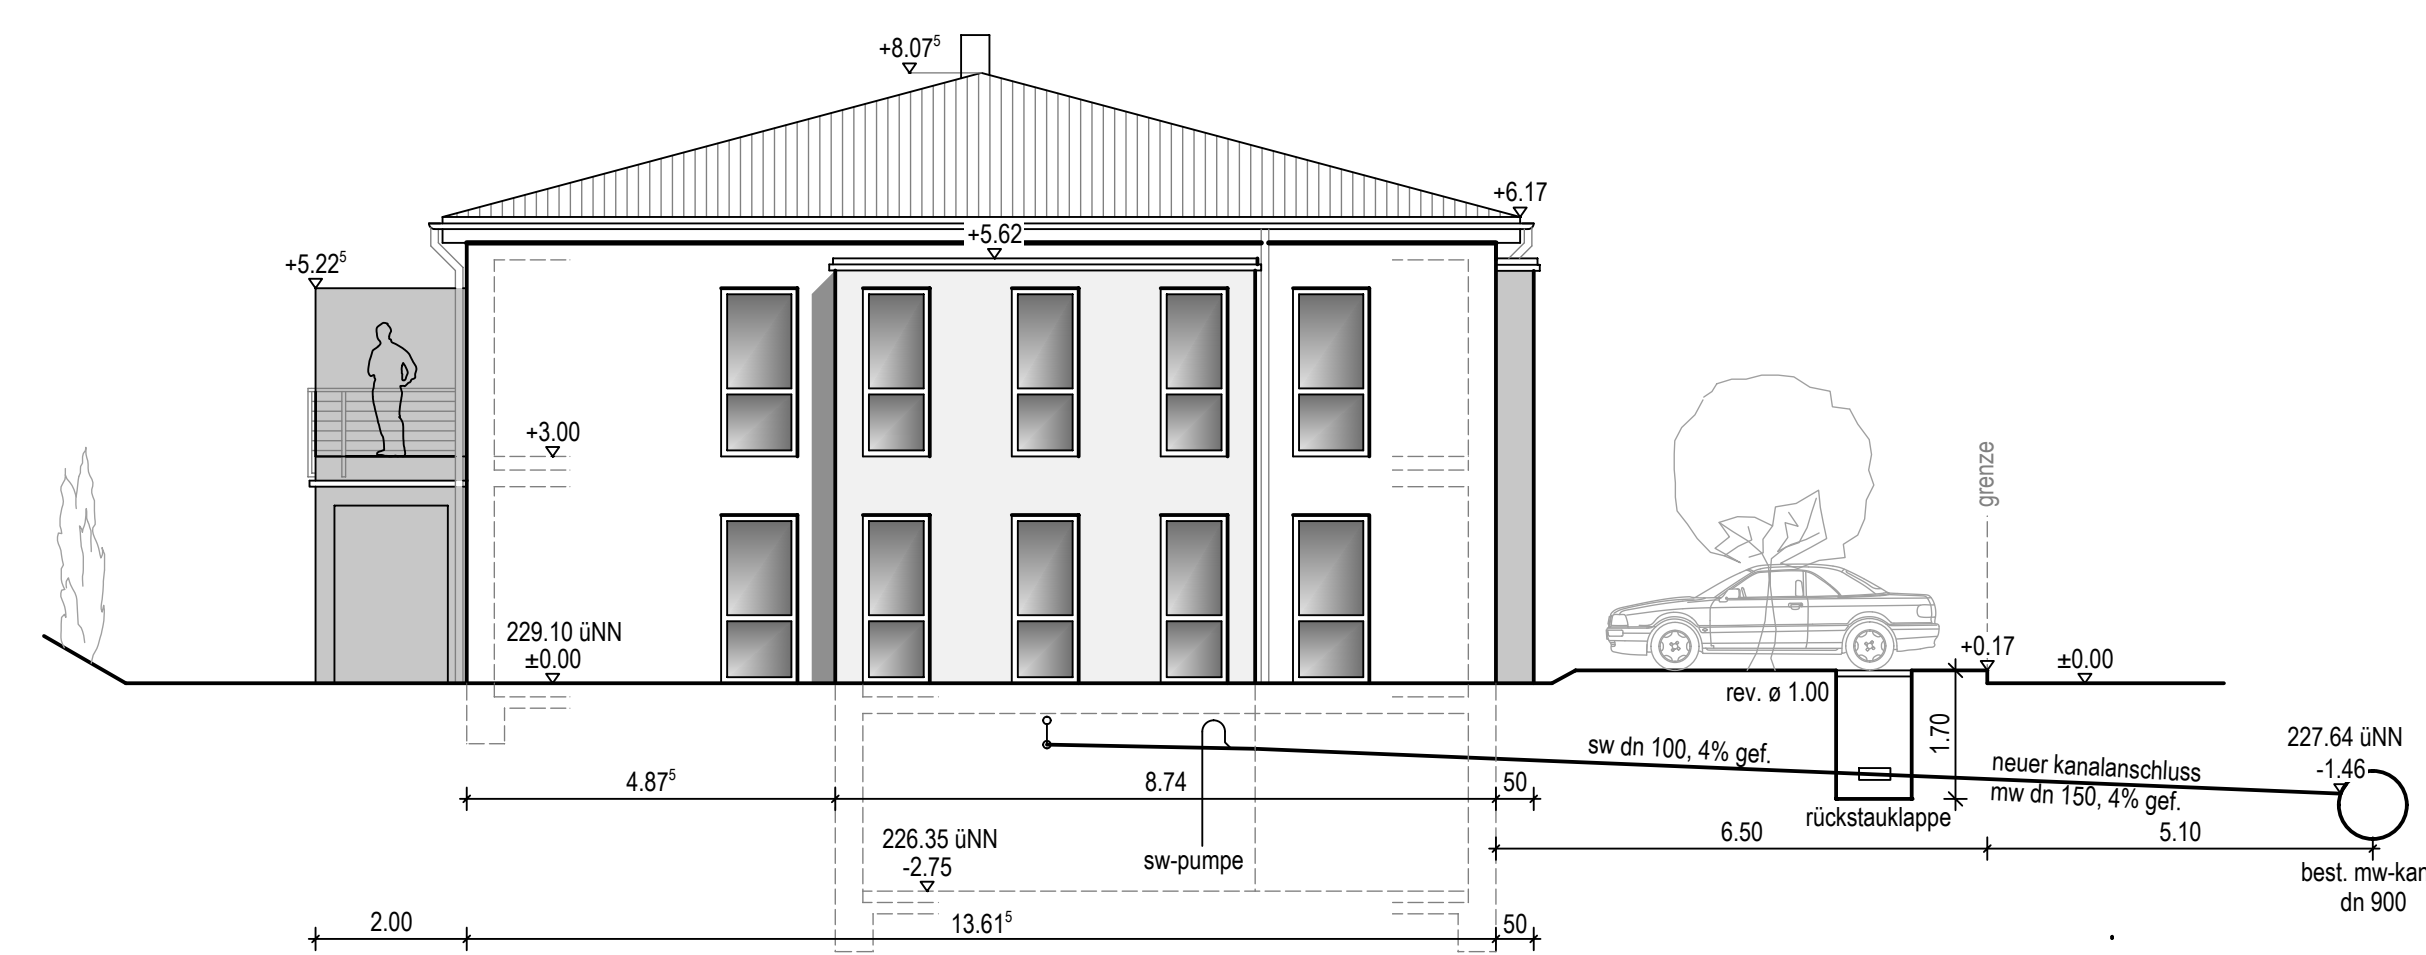 +8.07⁵
+6.17
+5.62
+5.22⁵
+3.00
grenze
229.10 üNN
±0.00
+0.17
±0.00
rev. ø 1.00
1.70
sw dn 100, 4% gef.
neuer kanalanschluss
mw dn 150, 4% gef.
227.64 üNN
-1.46
4.87⁵
8.74
50
rückstauklappe
6.50
5.10
226.35 üNN
-2.75
sw-pumpe
best. mw-kan
dn 900
2.00
13.61⁵
50